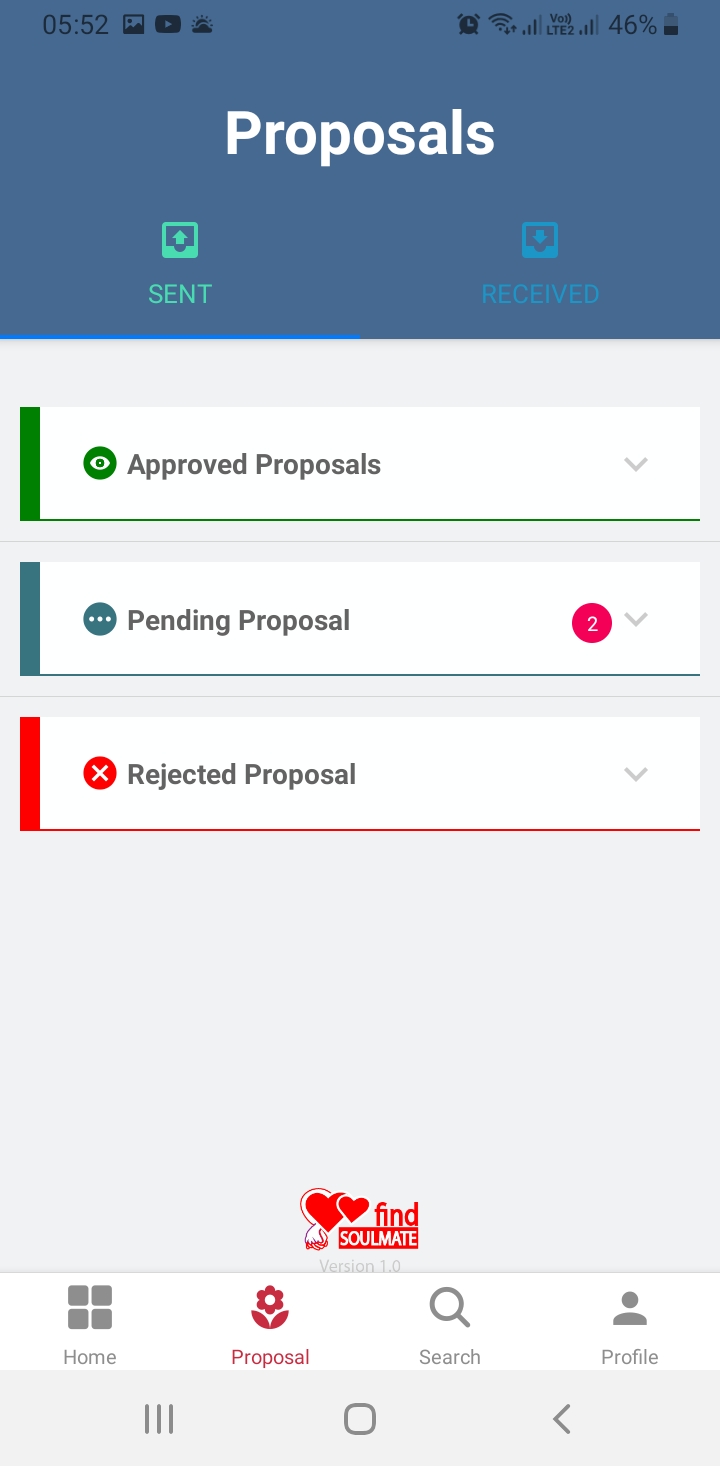 05:52 Vo) LTE2 46%
Proposals
SENT RECEIVED
Approved Proposals
Pending Proposal 2
Rejected Proposal
find
SOULMATE
Version 1.0
Home Proposal Search Profile